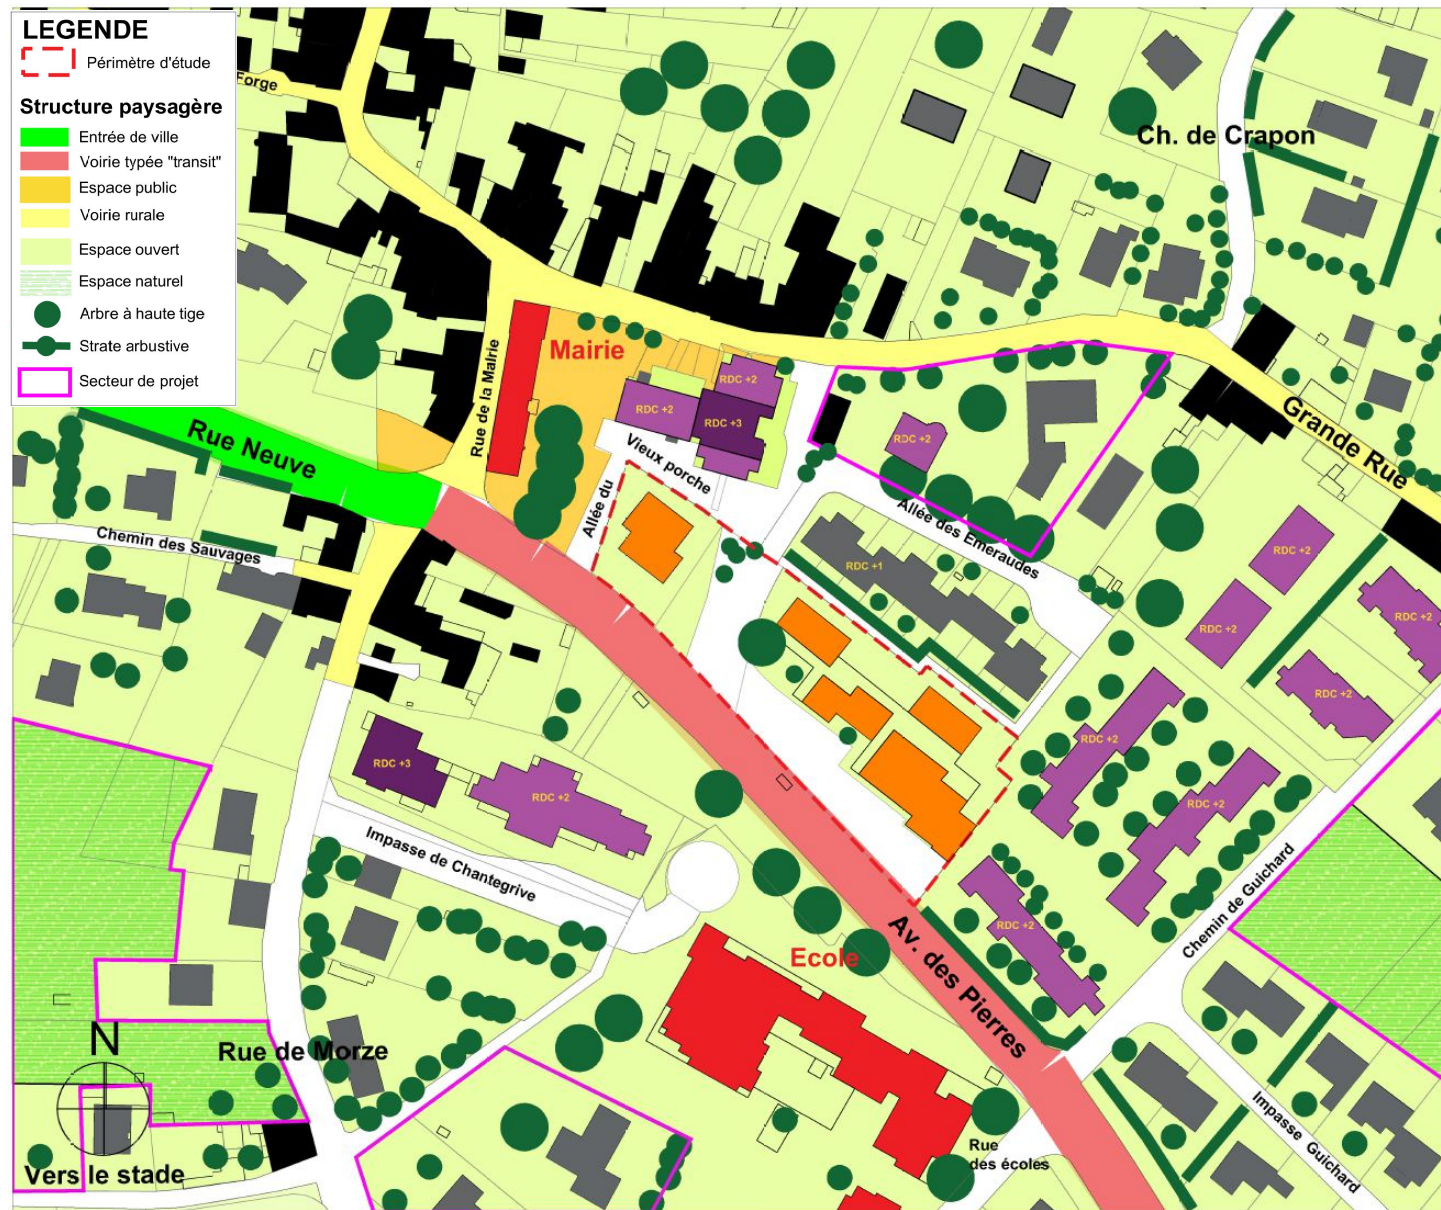 LEGENDE
Périmètre d'étude
Structure paysagère
Entrée de ville
Voirie typée "transit"
Espace public
Voirie rurale
Espace ouvert
Espace naturel
Arbre à haute tige
Strate arbustive
Secteur de projet
Forge
Ch. de Crapon
Mairie
Rue de la Mairie
RDC +2
RDC +2
RDC +3
Vieux porche
Allée du
RDC +2
Grande Rue
Rue Neuve
Chemin des Sauvages
Allée des Emeraudes
RDC +1
RDC +2
RDC +2
RDC +2
RDC +2
RDC +2
RDC +2
RDC +2
RDC +3
RDC +2
Impasse de Chantegrive
Chemin de Guichard
Ecole
Av. des Pierres
N
Rue de Morze
Rue
des écoles
Impasse Guichard
Vers le stade